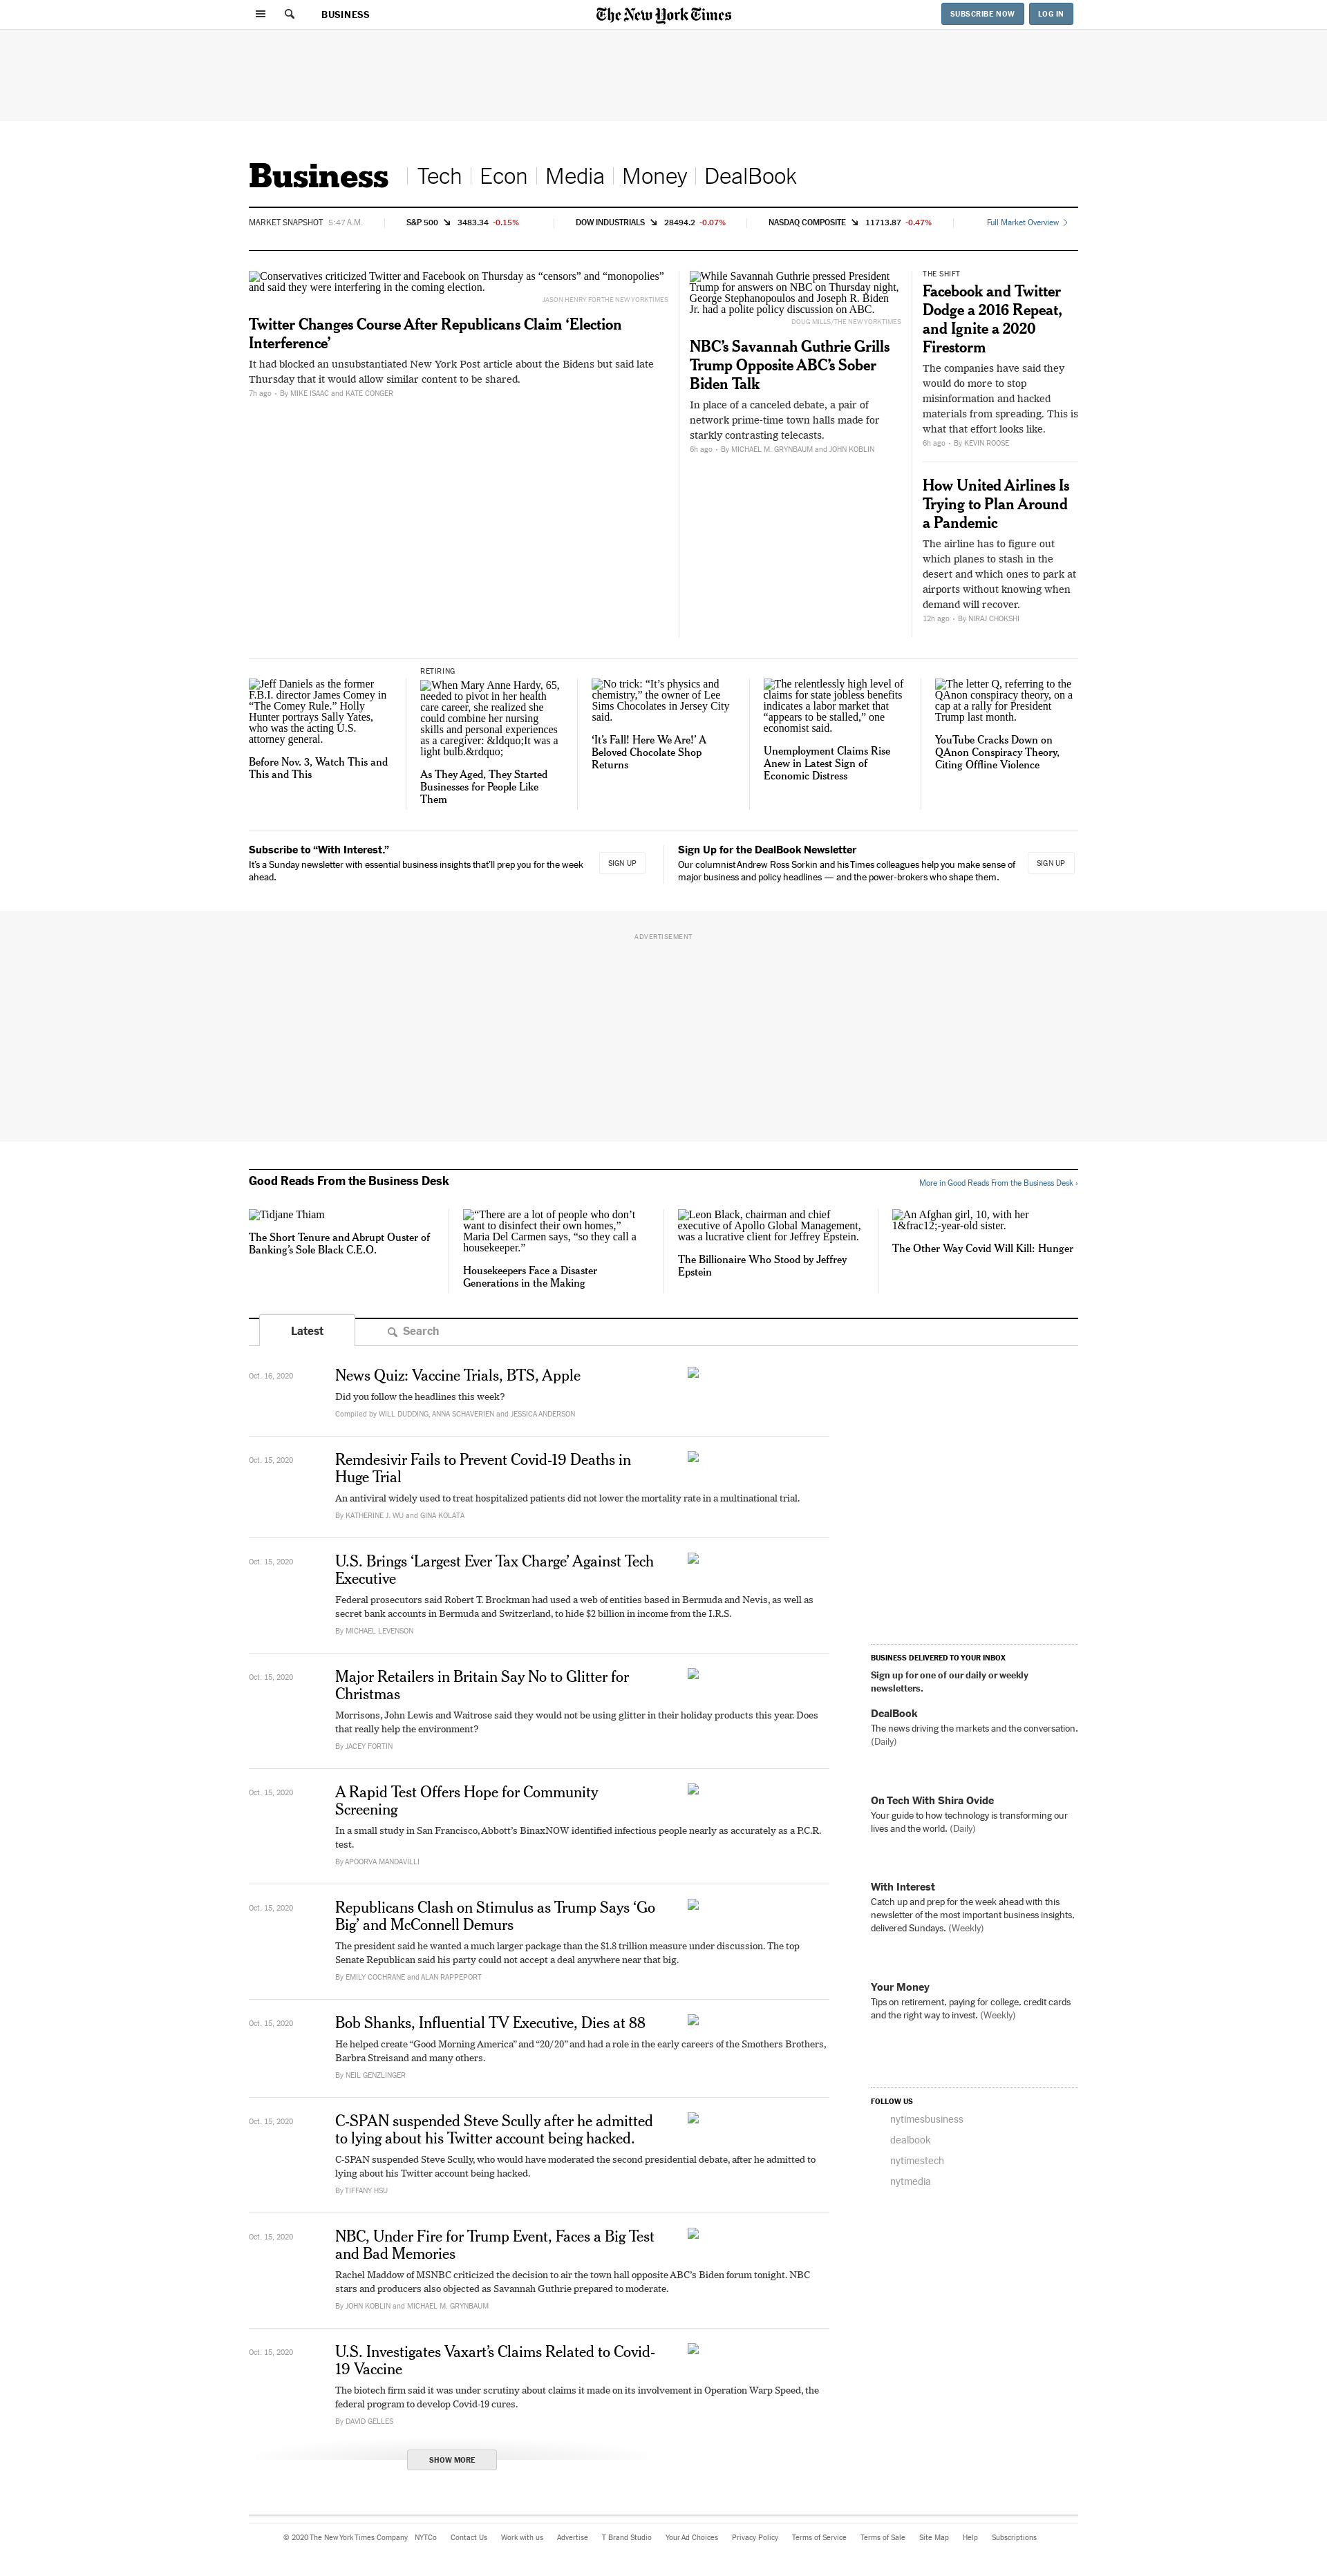 BUSINESS
The New York Times
SUBSCRIBE NOW
LOG IN
Business
Tech
Econ
Media
Money
DealBook
MARKET SNAPSHOT 5:47 A.M.
S&P 500 3483.34 -0.15%
DOW INDUSTRIALS 28494.2 -0.07%
NASDAQ COMPOSITE 11713.87 -0.47%
Full Market Overview
Conservatives criticized Twitter and Facebook on Thursday as “censors” and “monopolies”
and said they were interfering in the coming election.
JASON HENRY FOR THE NEW YORK TIMES
Twitter Changes Course After Republicans Claim ‘Election
Interference’
It had blocked an unsubstantiated New York Post article about the Bidens but said late
Thursday that it would allow similar content to be shared.
7h ago - By MIKE ISAAC and KATE CONGER
While Savannah Guthrie pressed President
Trump for answers on NBC on Thursday night,
George Stephanopoulos and Joseph R. Biden
Jr. had a polite policy discussion on ABC.
DOUG MILLS/THE NEW YORK TIMES
NBC’s Savannah Guthrie Grills
Trump Opposite ABC’s Sober
Biden Talk
In place of a canceled debate, a pair of
network prime-time town halls made for
starkly contrasting telecasts.
6h ago - By MICHAEL M. GRYNBAUM and JOHN KOBLIN
THE SHIFT
Facebook and Twitter
Dodge a 2016 Repeat,
and Ignite a 2020
Firestorm
The companies have said they
would do more to stop
misinformation and hacked
materials from spreading. This is
what that effort looks like.
6h ago - By KEVIN ROOSE
How United Airlines Is
Trying to Plan Around
a Pandemic
The airline has to figure out
which planes to stash in the
desert and which ones to park at
airports without knowing when
demand will recover.
12h ago - By NIRAJ CHOKSHI
Jeff Daniels as the former
F.B.I. director James Comey in
“The Comey Rule.” Holly
Hunter portrays Sally Yates,
who was the acting U.S.
attorney general.
Before Nov. 3, Watch This and
This and This
RETIRING
When Mary Anne Hardy, 65,
needed to pivot in her health
care career, she realized she
could combine her nursing
skills and personal experiences
as a caregiver: &ldquo;It was a
light bulb.&rdquo;
As They Aged, They Started
Businesses for People Like
Them
No trick: “It’s physics and
chemistry,” the owner of Lee
Sims Chocolates in Jersey City
said.
‘It’s Fall! Here We Are!’ A
Beloved Chocolate Shop
Returns
The relentlessly high level of
claims for state jobless benefits
indicates a labor market that
“appears to be stalled,” one
economist said.
Unemployment Claims Rise
Anew in Latest Sign of
Economic Distress
The letter Q, referring to the
QAnon conspiracy theory, on a
cap at a rally for President
Trump last month.
YouTube Cracks Down on
QAnon Conspiracy Theory,
Citing Offline Violence
Subscribe to “With Interest.”
It’s a Sunday newsletter with essential business insights that’ll prep you for the week
ahead.
SIGN UP
Sign Up for the DealBook Newsletter
Our columnist Andrew Ross Sorkin and his Times colleagues help you make sense of
major business and policy headlines — and the power-brokers who shape them.
SIGN UP
ADVERTISEMENT
Good Reads From the Business Desk
More in Good Reads From the Business Desk ›
Tidjane Thiam
The Short Tenure and Abrupt Ouster of
Banking’s Sole Black C.E.O.
“There are a lot of people who don’t
want to disinfect their own homes,”
Maria Del Carmen says, “so they call a
housekeeper.”
Housekeepers Face a Disaster
Generations in the Making
Leon Black, chairman and chief
executive of Apollo Global Management,
was a lucrative client for Jeffrey Epstein.
The Billionaire Who Stood by Jeffrey
Epstein
An Afghan girl, 10, with her
1&frac12;-year-old sister.
The Other Way Covid Will Kill: Hunger
Latest
Search
Oct. 16, 2020
News Quiz: Vaccine Trials, BTS, Apple
Did you follow the headlines this week?
Compiled by WILL DUDDING, ANNA SCHAVERIEN and JESSICA ANDERSON
Oct. 15, 2020
Remdesivir Fails to Prevent Covid-19 Deaths in
Huge Trial
An antiviral widely used to treat hospitalized patients did not lower the mortality rate in a multinational trial.
By KATHERINE J. WU and GINA KOLATA
Oct. 15, 2020
U.S. Brings ‘Largest Ever Tax Charge’ Against Tech
Executive
Federal prosecutors said Robert T. Brockman had used a web of entities based in Bermuda and Nevis, as well as
secret bank accounts in Bermuda and Switzerland, to hide $2 billion in income from the I.R.S.
By MICHAEL LEVENSON
Oct. 15, 2020
Major Retailers in Britain Say No to Glitter for
Christmas
Morrisons, John Lewis and Waitrose said they would not be using glitter in their holiday products this year. Does
that really help the environment?
By JACEY FORTIN
Oct. 15, 2020
A Rapid Test Offers Hope for Community
Screening
In a small study in San Francisco, Abbott’s BinaxNOW identified infectious people nearly as accurately as a P.C.R.
test.
By APOORVA MANDAVILLI
Oct. 15, 2020
Republicans Clash on Stimulus as Trump Says ‘Go
Big’ and McConnell Demurs
The president said he wanted a much larger package than the $1.8 trillion measure under discussion. The top
Senate Republican said his party could not accept a deal anywhere near that big.
By EMILY COCHRANE and ALAN RAPPEPORT
Oct. 15, 2020
Bob Shanks, Influential TV Executive, Dies at 88
He helped create “Good Morning America” and “20/20” and had a role in the early careers of the Smothers Brothers,
Barbra Streisand and many others.
By NEIL GENZLINGER
Oct. 15, 2020
C-SPAN suspended Steve Scully after he admitted
to lying about his Twitter account being hacked.
C-SPAN suspended Steve Scully, who would have moderated the second presidential debate, after he admitted to
lying about his Twitter account being hacked.
By TIFFANY HSU
Oct. 15, 2020
NBC, Under Fire for Trump Event, Faces a Big Test
and Bad Memories
Rachel Maddow of MSNBC criticized the decision to air the town hall opposite ABC’s Biden forum tonight. NBC
stars and producers also objected as Savannah Guthrie prepared to moderate.
By JOHN KOBLIN and MICHAEL M. GRYNBAUM
Oct. 15, 2020
U.S. Investigates Vaxart’s Claims Related to Covid-
19 Vaccine
The biotech firm said it was under scrutiny about claims it made on its involvement in Operation Warp Speed, the
federal program to develop Covid-19 cures.
By DAVID GELLES
SHOW MORE
BUSINESS DELIVERED TO YOUR INBOX
Sign up for one of our daily or weekly
newsletters.
DealBook
The news driving the markets and the conversation.
(Daily)
On Tech With Shira Ovide
Your guide to how technology is transforming our
lives and the world. (Daily)
With Interest
Catch up and prep for the week ahead with this
newsletter of the most important business insights,
delivered Sundays. (Weekly)
Your Money
Tips on retirement, paying for college, credit cards
and the right way to invest. (Weekly)
FOLLOW US
nytimesbusiness
dealbook
nytimestech
nytmedia
© 2020 The New York Times Company NYTCo Contact Us Work with us Advertise T Brand Studio Your Ad Choices Privacy Policy Terms of Service Terms of Sale Site Map Help Subscriptions